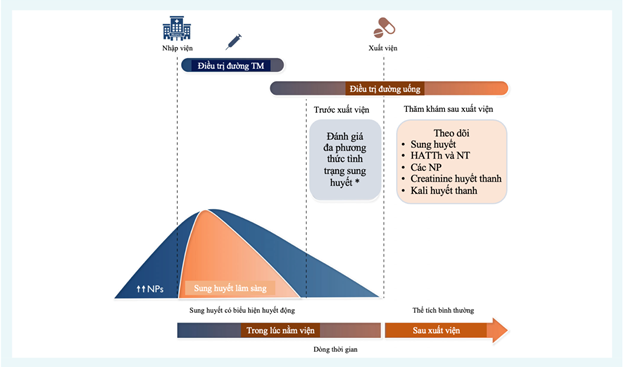 Nhập viện
Xuất viện
Điều trị đường TM
Điều trị đường uống
Trước xuất viện
Thăm khám sau xuất viện
Đánh giá
đa phương
thức tình
trạng sung
huyết *
Theo dõi
• Sung huyết
• HATTh và NT
• Các NP
• Creatinine huyết thanh
• Kali huyết thanh
↑↑NPs
Sung huyết lâm sàng
Sung huyết có biểu hiện huyết động
Thể tích bình thường
Trong lúc nằm viện
Sau xuất viện
Dòng thời gian